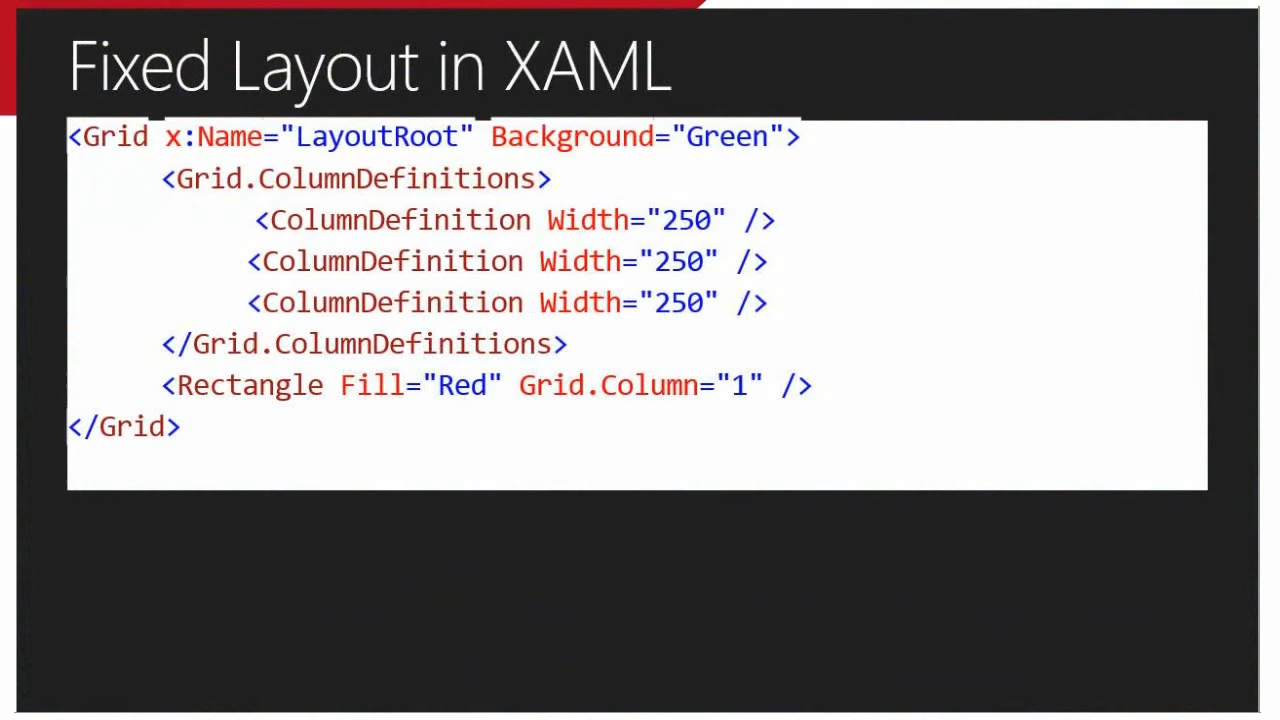 Fixed Layout in XAML
<Grid x:Name="LayoutRoot" Background="Green">
<Grid.ColumnDefinitions>
<ColumnDefinition Width="250" />
<ColumnDefinition Width="250" />
<ColumnDefinition Width="250" />
</Grid.ColumnDefinitions>
<Rectangle Fill="Red" Grid.Column="1" />
</Grid>